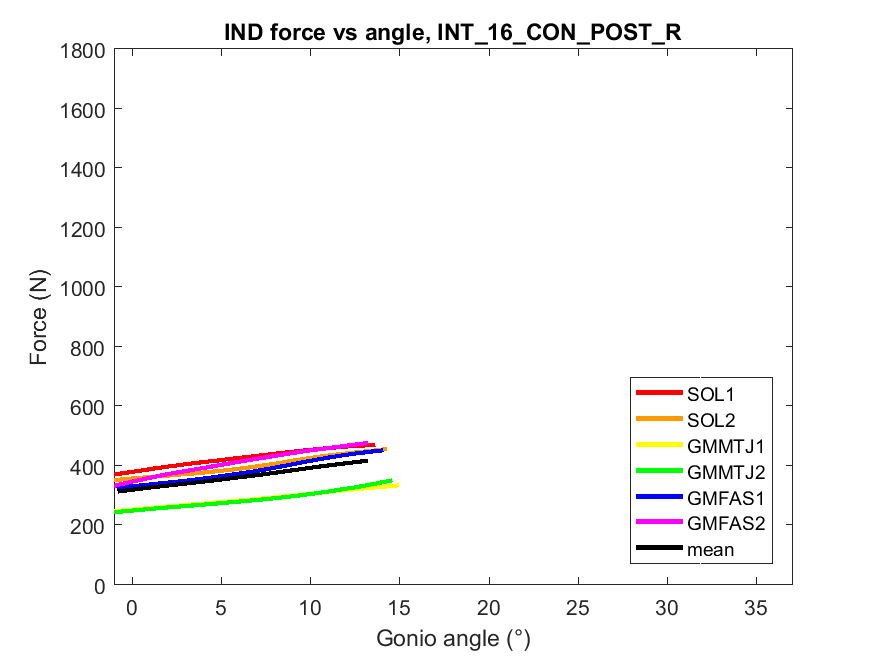 IND force vs angle, INT_16_CON_POST_R
1800
1600
1400
1200
1000
800
600
400
200
0
Force (N)
0 5 10 15 20 25 30 35
Gonio angle (°)
SOL1
SOL2
GMMTJ1
GMMTJ2
GMFAS1
GMFAS2
mean